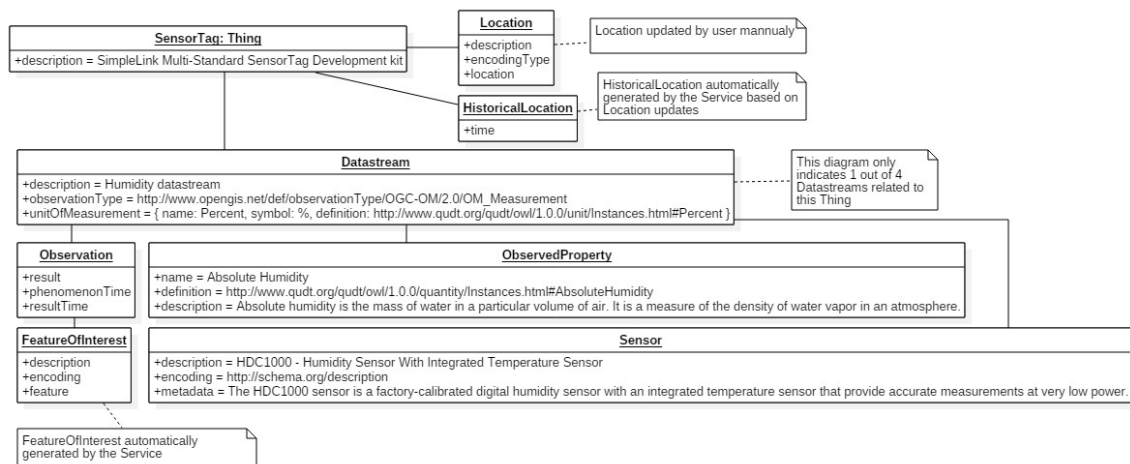 SensorTag: Thing
+description = SimpleLink Multi-Standard SensorTag Development kit
Location
+description
+encodingType
+location
Location updated by user mannualy
HistoricalLocation
+time
HistoricalLocation automatically
generated by the Service based on
Location updates
Datastream
+description = Humidity datastream
+observationType = http://www.opengis.net/def/observationType/OGC-OM/2.0/OM_Measurement
+unitOfMeasurement = { name: Percent, symbol: %, definition: http://www.qudt.org/qudt/owl/1.0.0/unit/Instances.html#Percent }
This diagram only
indicates 1 out of 4
Datastreams related to
this Thing
Observation
+result
+phenomenonTime
+resultTime
ObservedProperty
+name = Absolute Humidity
+definition = http://www.qudt.org/qudt/owl/1.0.0/quantity/Instances.html#AbsoluteHumidity
+description = Absolute humidity is the mass of water in a particular volume of air. It is a measure of the density of water vapor in an atmosphere.
FeatureOfInterest
+description
+encoding
+feature
Sensor
+description = HDC1000 - Humidity Sensor With Integrated Temperature Sensor
+encoding = http://schema.org/description
+metadata = The HDC1000 sensor is a factory-calibrated digital humidity sensor with an integrated temperature sensor that provide accurate measurements at very low power.
FeatureOfInterest automatically
generated by the Service